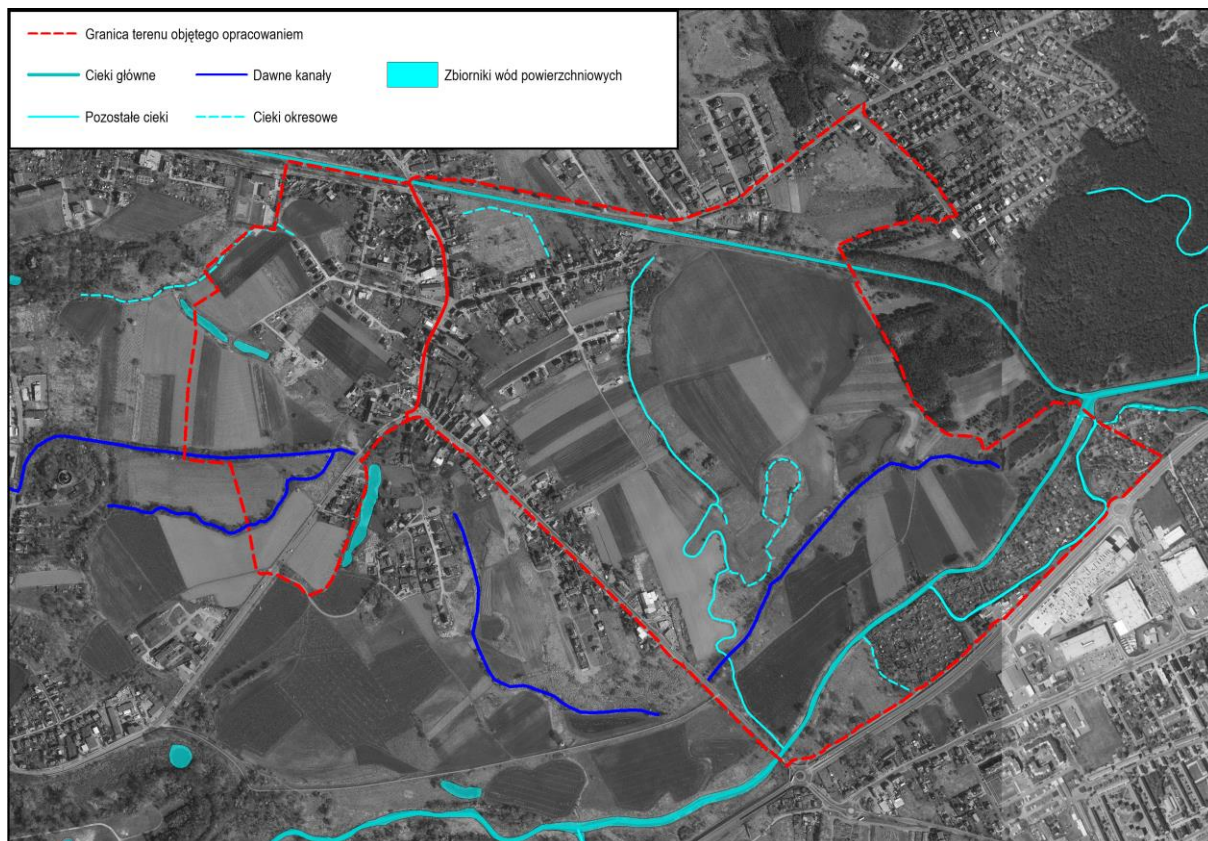 Granica terenu objętego opracowaniem
Cieki główne
Dawne kanały
Zbiorniki wód powierzchniowych
Pozostałe cieki
Cieki okresowe